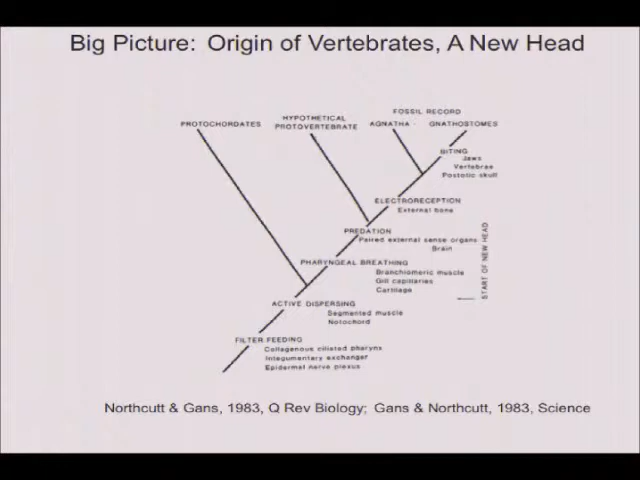 Big Picture: Origin of Vertebrates, A New Head
FOSSIL RECORD
PROTOCHORDATES
HYPOTHETICAL
PROTOVERTEBRATE
AGNATHA - GNATHOSTOMES
BITING
Jaws
Vertebrae
Postotic skull
ELECTRORECEPTION
External bone
PREDATION
Paired external sense organs
Brain
PHARYNGEAL BREATHING
Branchiomeric muscle
Gill capillaries
Cartilage
START OF NEW HEAD
ACTIVE DISPERSING
Segmented muscle
Notochord
FILTER FEEDING
Collagenous ciliated pharynx
Integumentary exchanger
Epidermal nerve plexus
Northcutt & Gans, 1983, Q Rev Biology; Gans & Northcutt, 1983, Science